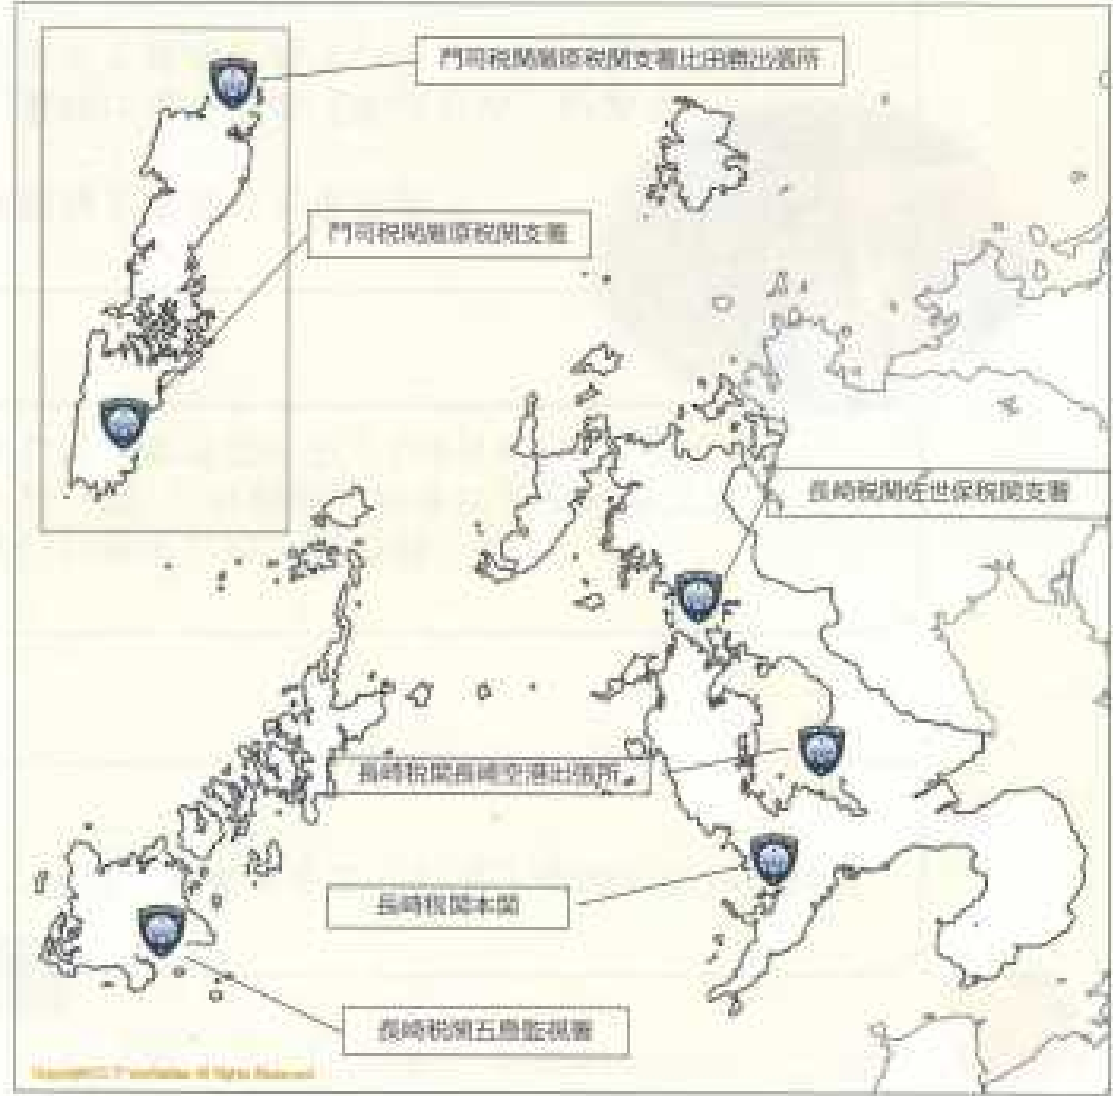 門司税関厳原税関支署比田勝出張所
門司税関厳原税関支署
長崎税関佐世保税関支署
長崎税関長崎空港出張所
長崎税関本関
長崎税関五島監視署
All Rights Reserved